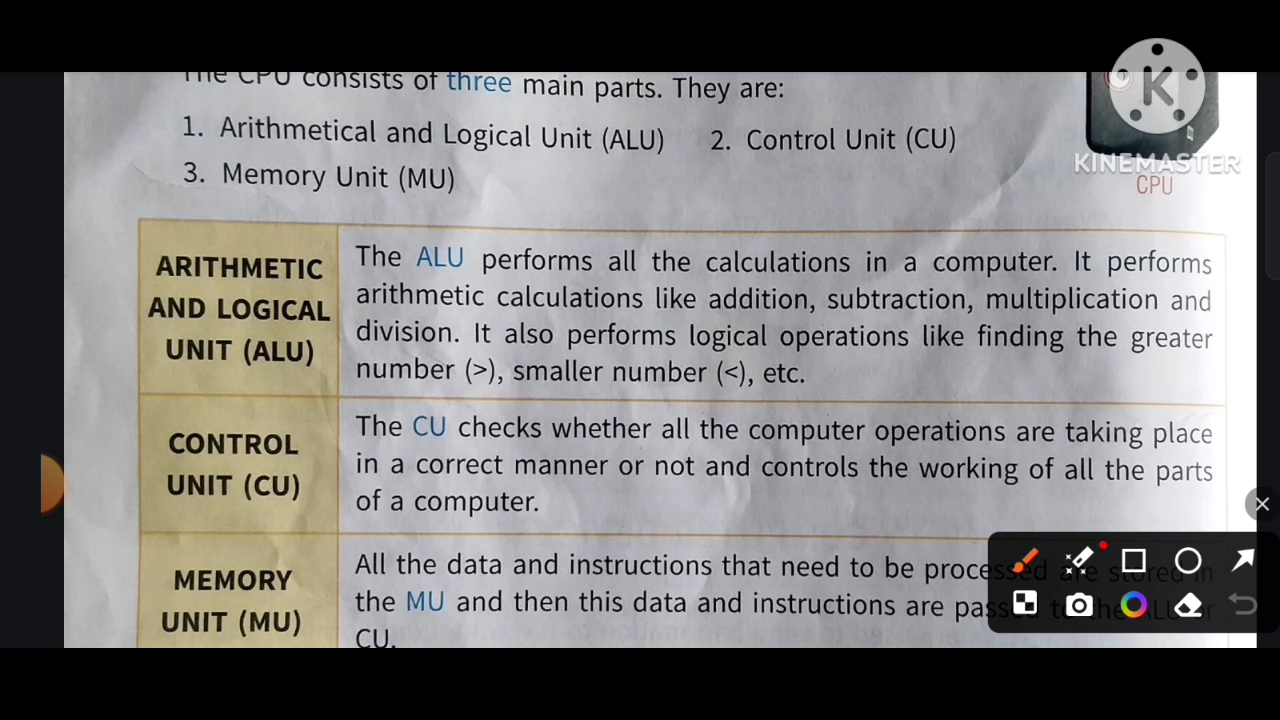 The CPU consists of three main parts. They are:
1. Arithmetical and Logical Unit (ALU) 2. Control Unit (CU)
3. Memory Unit (MU)
K
KINEMASTER
CPU
ARITHMETIC
AND LOGICAL
UNIT (ALU)
The ALU performs all the calculations in a computer. It performs
arithmetic calculations like addition, subtraction, multiplication and
division. It also performs logical operations like finding the greater
number (>), smaller number (<), etc.
CONTROL
UNIT (CU)
The CU checks whether all the computer operations are taking place
in a correct manner or not and controls the working of all the parts
of a computer.
MEMORY
UNIT (MU)
All the data and instructions that need to be processed are stored in
the MU and then this data and instructions are passed to the ALU or
CU.